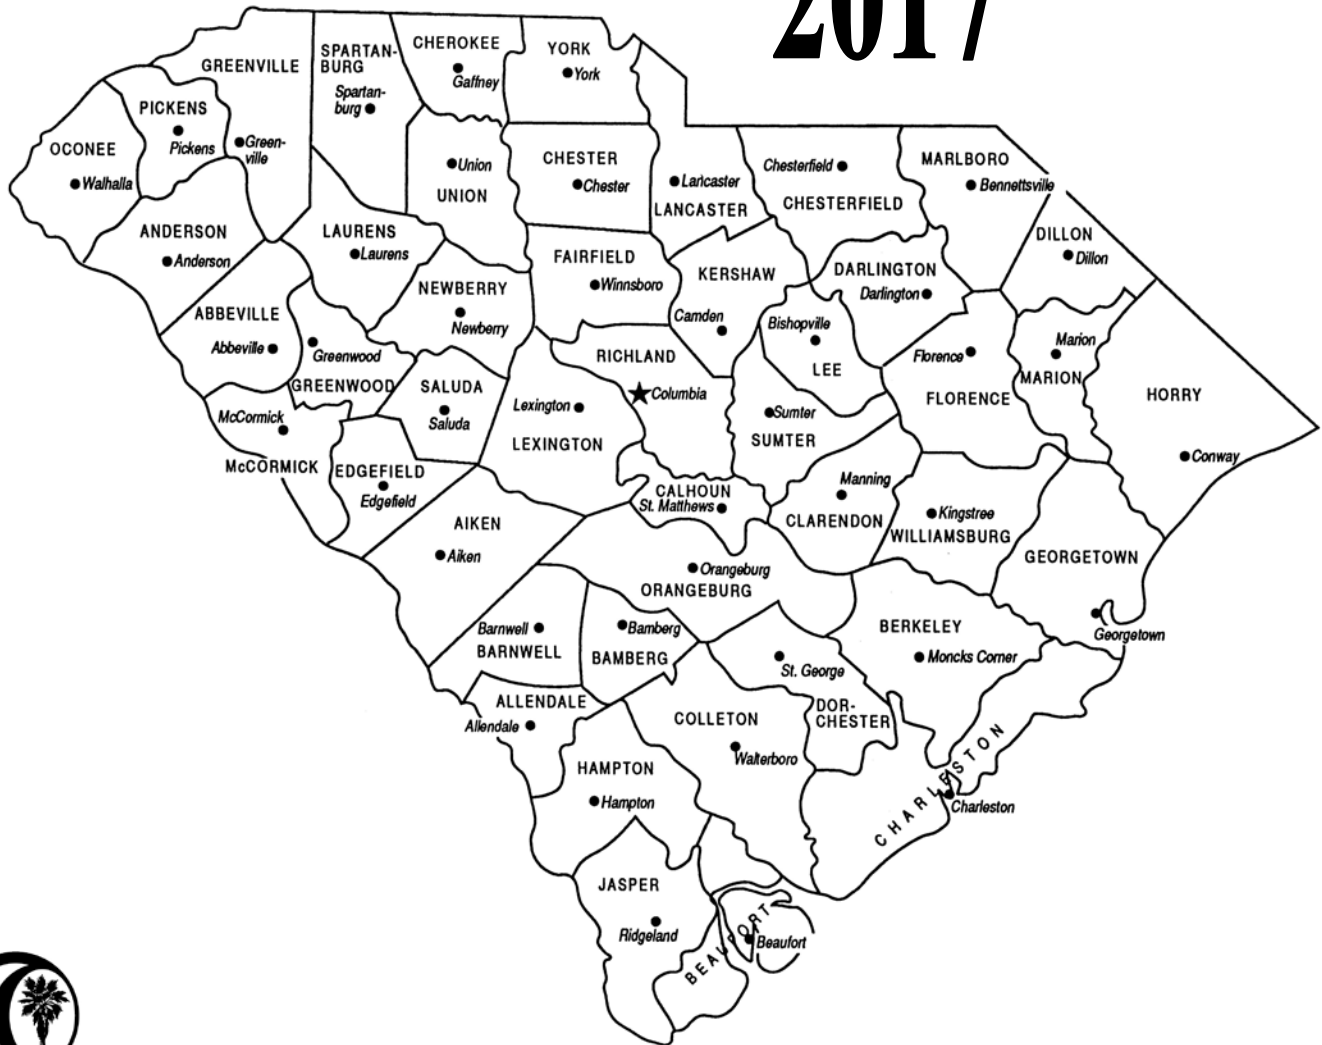 2017
SPARTAN-
BURG
CHEROKEE
YORK
GREENVILLE
Gaffney
York
Spartan-
burg
PICKENS
Pickens
Green-
ville
OCONEE
Walhalla
Union
UNION
CHESTER
Chester
Lancaster
LANCASTER
Chesterfield
CHESTERFIELD
MARLBORO
Bennettsville
ANDERSON
Anderson
LAURENS
Laurens
FAIRFIELD
Winnsboro
KERSHAW
Camden
DARLINGTON
Darlington
DILLON
Dillon
NEWBERRY
Newberry
ABBEVILLE
Abbeville
Greenwood
GREENWOOD
Bishopville
LEE
Florence
FLORENCE
Marion
MARION
HORRY
Conway
RICHLAND
Columbia
SALUDA
Saluda
Lexington
LEXINGTON
Sumter
SUMTER
McCormick
McCORMICK
EDGEFIELD
Edgefield
CALHOUN
St. Matthews
Manning
CLARENDON
Kingstree
WILLIAMSBURG
AIKEN
Aiken
Orangeburg
ORANGEBURG
GEORGETOWN
Georgetown
Barnwell
BARNWELL
Bamberg
BAMBERG
BERKELEY
Moncks Corner
St. George
DOR-
CHESTER
ALLENDALE
Allendale
COLLETON
Walterboro
HAMPTON
Hampton
CHARLESTON
Charleston
JASPER
Ridgeland
BEAUFORT
Beaufort